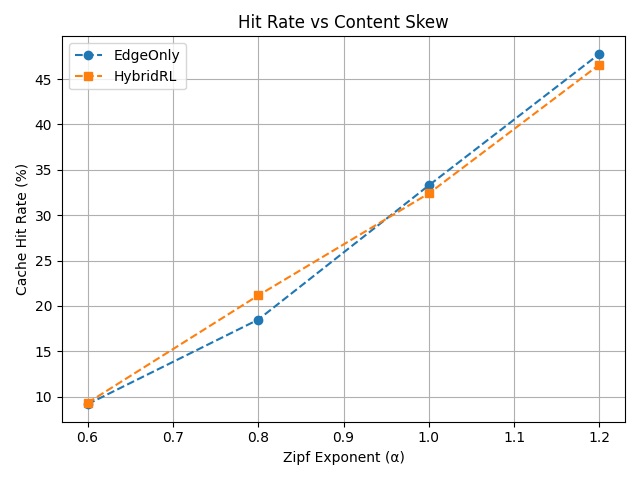 Hit Rate vs Content Skew
EdgeOnly
HybridRL
Cache Hit Rate (%)
45
40
35
30
25
20
15
10
0.6 0.7 0.8 0.9 1.0 1.1 1.2
Zipf Exponent (α)